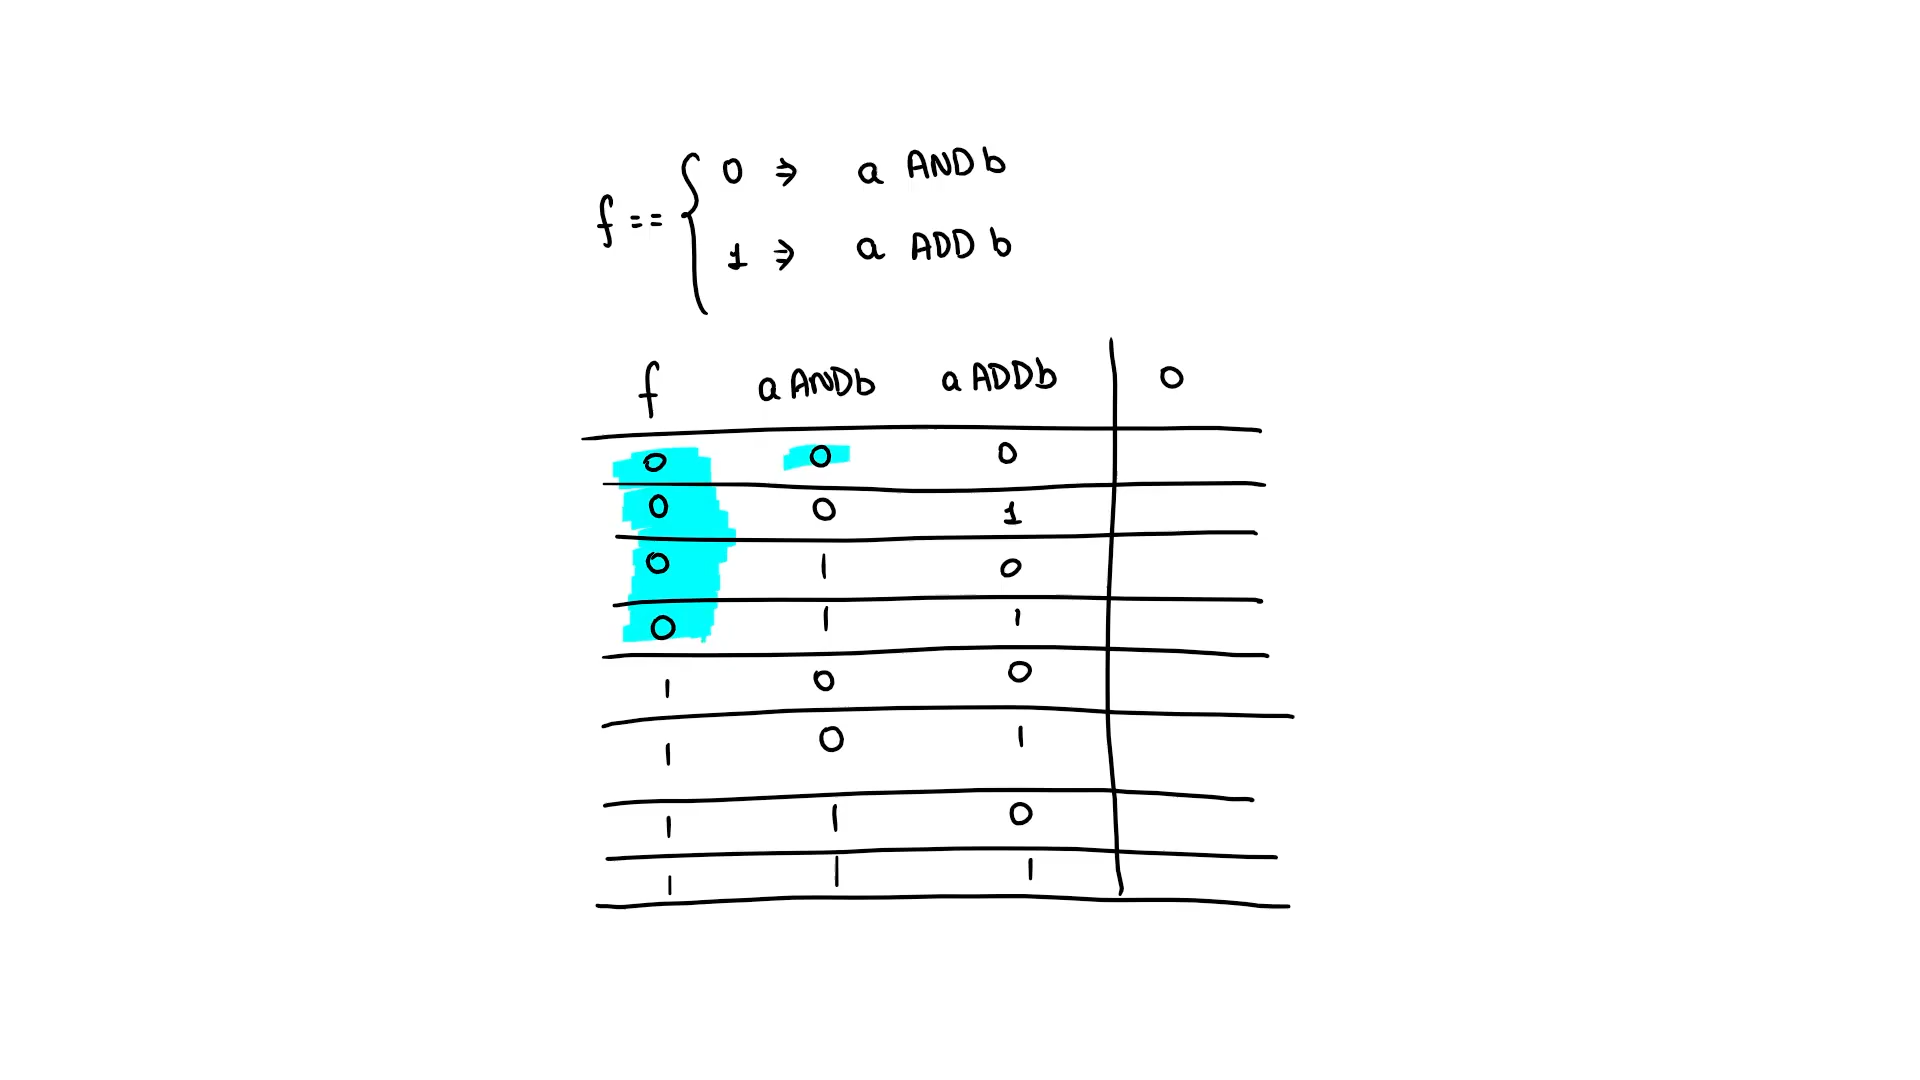 0 ⇒ a AND b
f == {
1 ⇒ a ADD b
f a AND b a ADD b O
0 0 0
0 0 1
0 1 0
0 1 1
1 0 0
1 0 1
1 1 0
1 1 1